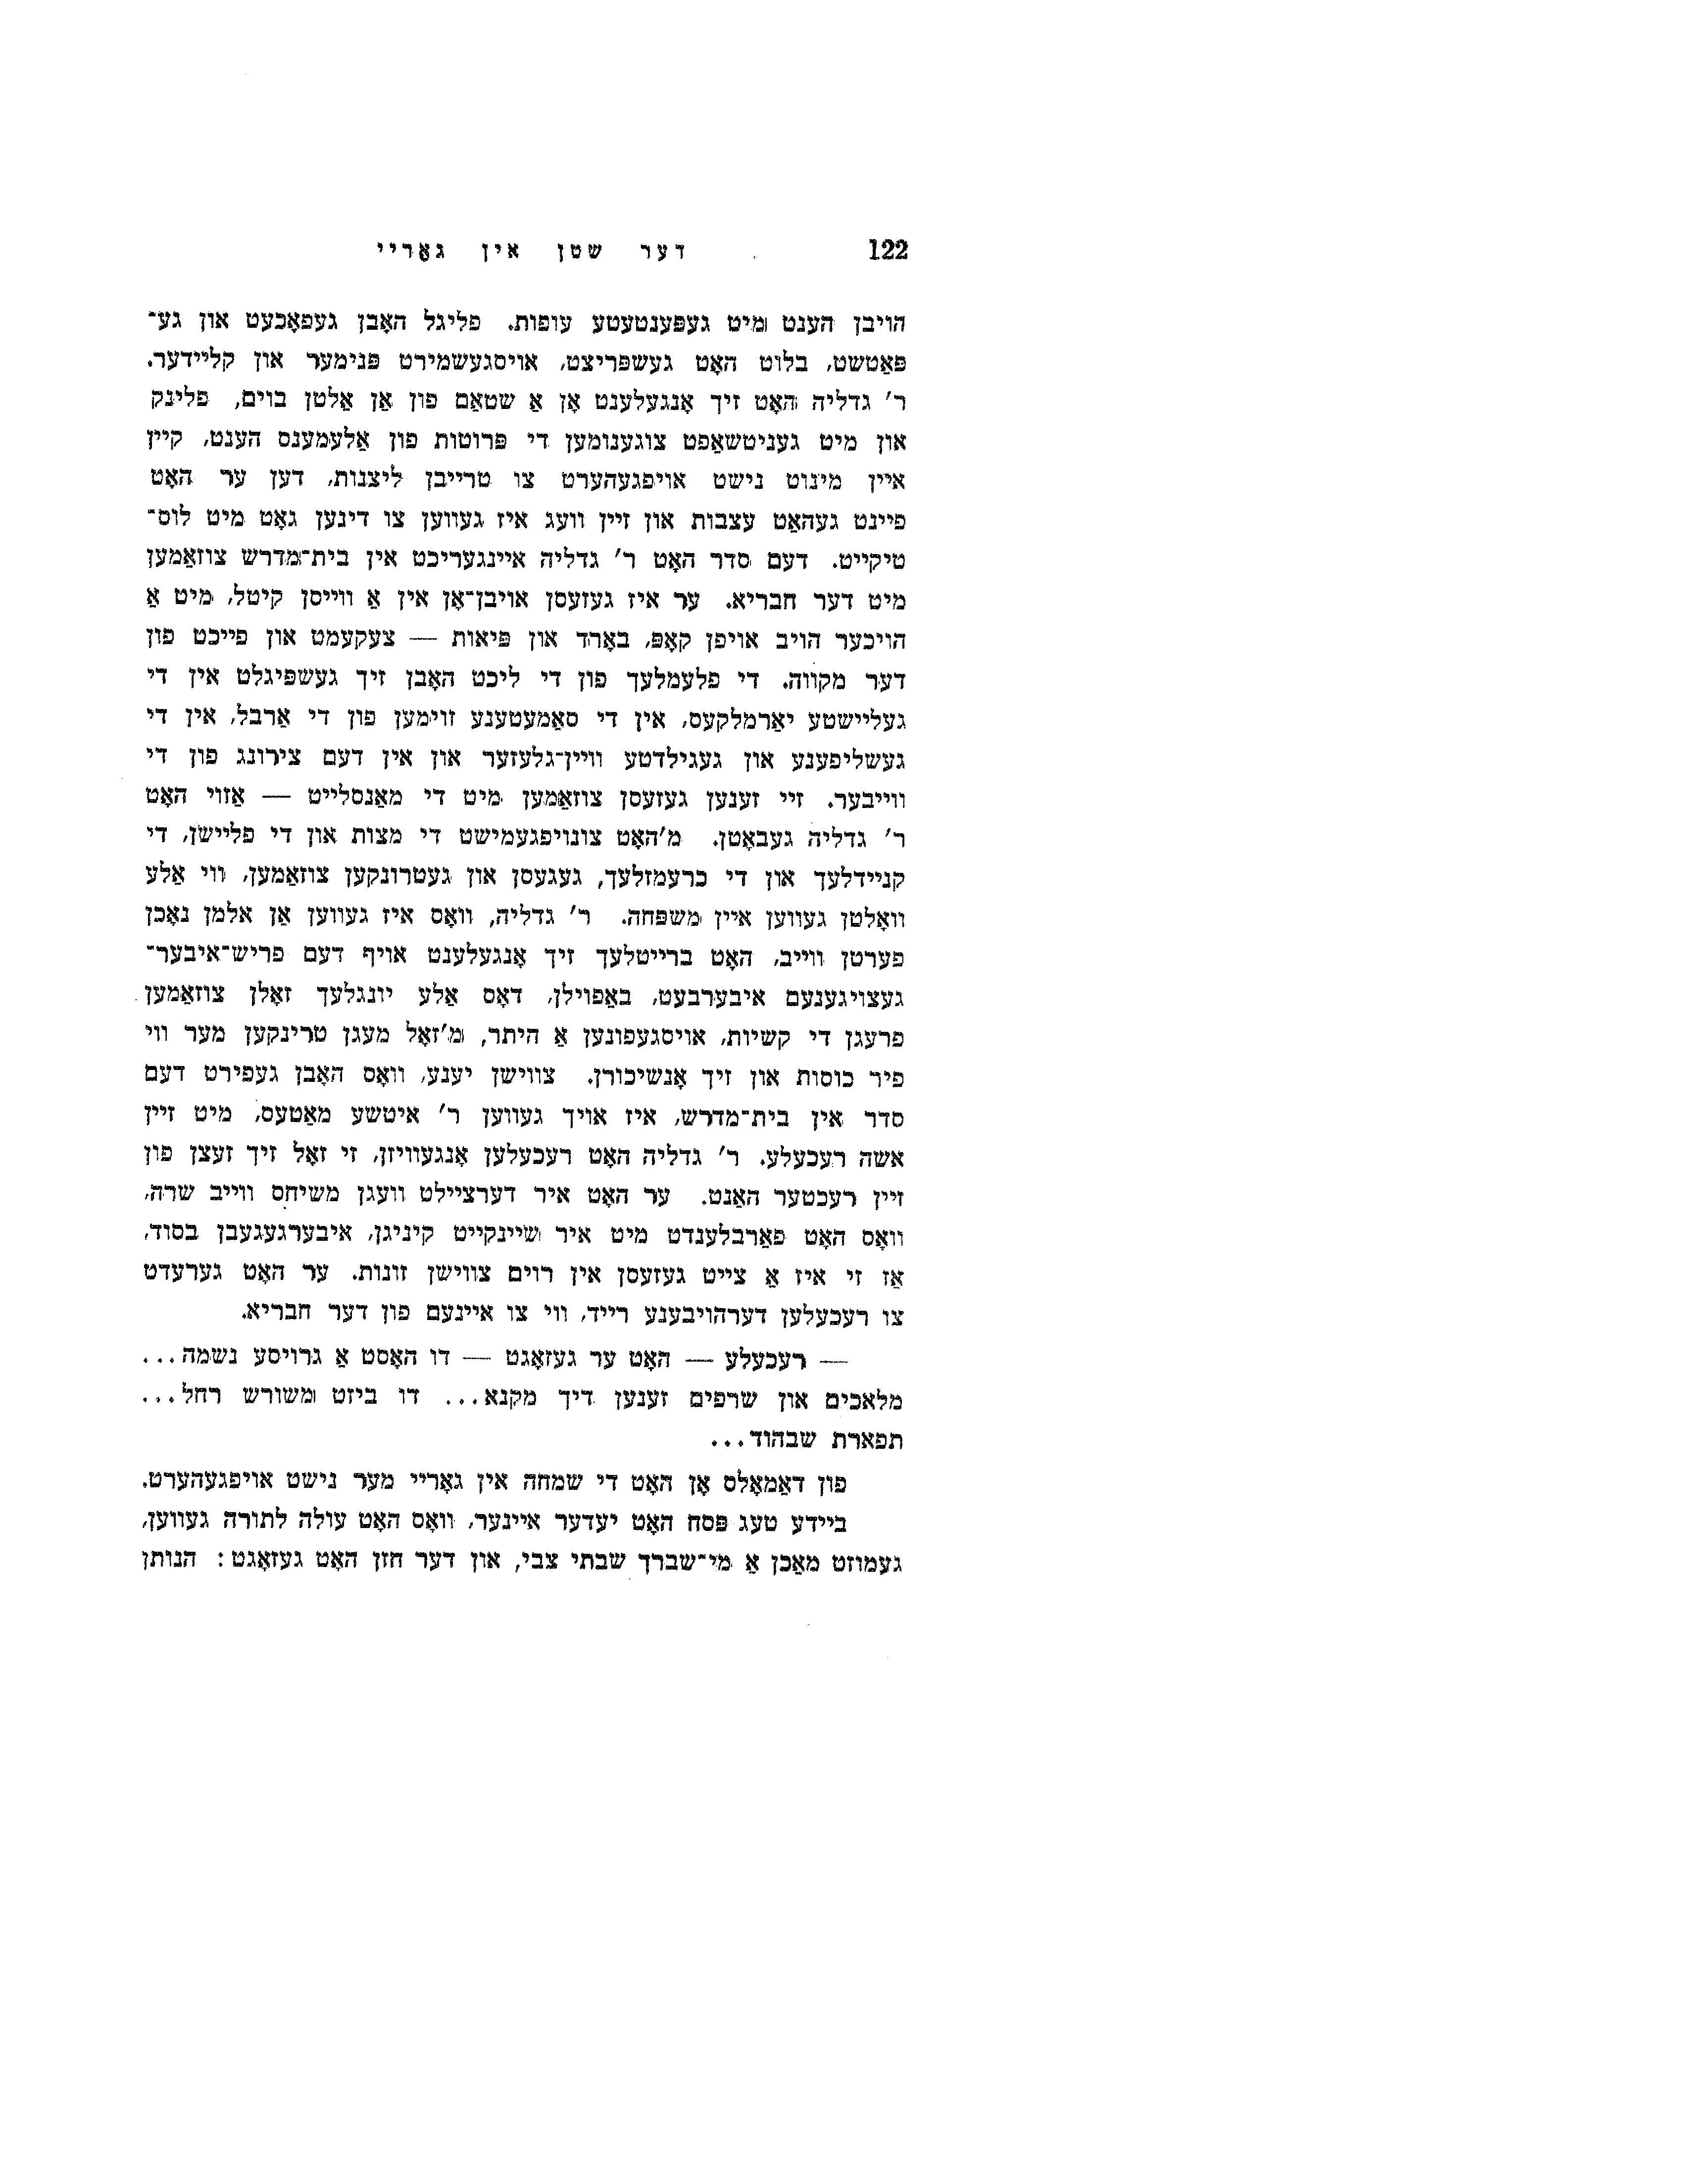 122 דער שטן אין גאָריי
הויבן הענט מיט געפּענטעטע עופות. פליגל האָבן געפאָכעט און גע־
פּאַטשט, בלוט האָט געשפּריצט, אויסגעשמירט פּנימער און קליידער.
ר' גדליה האָט זיך אָנגעלענט אָן אַ שטאַם פון אַן אַלטן בוים, פלינק
און מיט געניטשאַפט צוגענומען די פּרוטות פון אַלעמענס הענט, קיין
איין מינוט נישט אויפגעהערט צו טרייבן ליצנות, דען ער האָט
פיינט געהאַט עצבות און זיין וועג איז געווען צו דינען גאָט מיט לוס־
טיקייט. דעם סדר האָט ר' גדליה איינגעריכט אין בית־מדרש צוזאַמען
מיט דער חבריא. ער איז געזעסן אויבן־אָן אין אַ ווייסן קיטל, מיט אַ
הויכער הויב אויפן קאָפּ, באָרד און פּיאות — צעקעמט און פייכט פון
דער מקווה. די פלעמלעך פון די ליכט האָבן זיך געשפּיגלט אין די
געליישטע יאַרמלקעס, אין די סאַמעטענע זוימען פון די אַרבל, אין די
געשליפענע און געגילדטע וויין־גלעזער און אין דעם צירונג פון די
ווייבער. זיי זענען געזעסן צוזאַמען מיט די מאַנסלייט — אַזוי האָט
ר' גדליה געבאָטן. מ'האָט צונויפגעמישט די מצות און די פליישן, די
קניידלעך און די כרעמזלעך, געגעסן און געטרונקען צוזאַמען, ווי אַלע
וואָלטן געווען איין משפּחה. ר' גדליה, וואָס איז געווען אַן אלמן נאָכן
פערטן ווייב, האָט ברייטלעך זיך אָנגעלענט אויף דעם פריש־איבער־
געצויגענעם איבערבעט, באַפוילן, דאָס אַלע יונגלעך זאָלן צוזאַמען
פרעגן די קשיות, אויסגעפונען אַ היתר, מ'זאָל מעגן טרינקען מער ווי
פיר כוסות און זיך אָנשיכורן. צווישן יענע, וואָס האָבן געפירט דעם
סדר אין בית־מדרש, איז אויך געווען ר' איטשע מאַטעס, מיט זיין
אשה רעכעלע. ר' גדליה האָט רעכעלען אָנגעוויזן, זי זאָל זיך זעצן פון
זיין רעכטער האַנט. ער האָט איר דערציילט וועגן משיחס ווייב שרה,
וואָס האָט פאַרבלענדט מיט איר שיינקייט קיניגן, איבערגעגעבן בסוד,
אַז זי איז אַ צייט געזעסן אין רוים צווישן זונות. ער האָט גערעדט
צו רעכעלען דערהויבענע רייד, ווי צו איינעם פון דער חבריא.
— רעכעלע — האָט ער געזאָגט — דו האָסט אַ גרויסע נשמה...
מלאכים און שרפים זענען דיך מקנא... דו ביזט משורש רחל...
תפארת שבהוד...
פון דאַמאָלס אָן האָט די שמחה אין גאָריי מער נישט אויפגעהערט.
ביידע טעג פּסח האָט יעדער איינער, וואָס האָט עולה לתורה געווען,
געמוזט מאַכן אַ מי־שברך שבתי צבי, און דער חזן האָט געזאָגט: הנותן